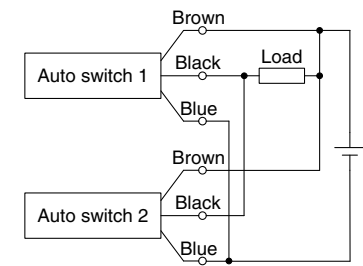 Brown
Load
Black
Auto switch 1
Blue
Brown
Black
Auto switch 2
Blue